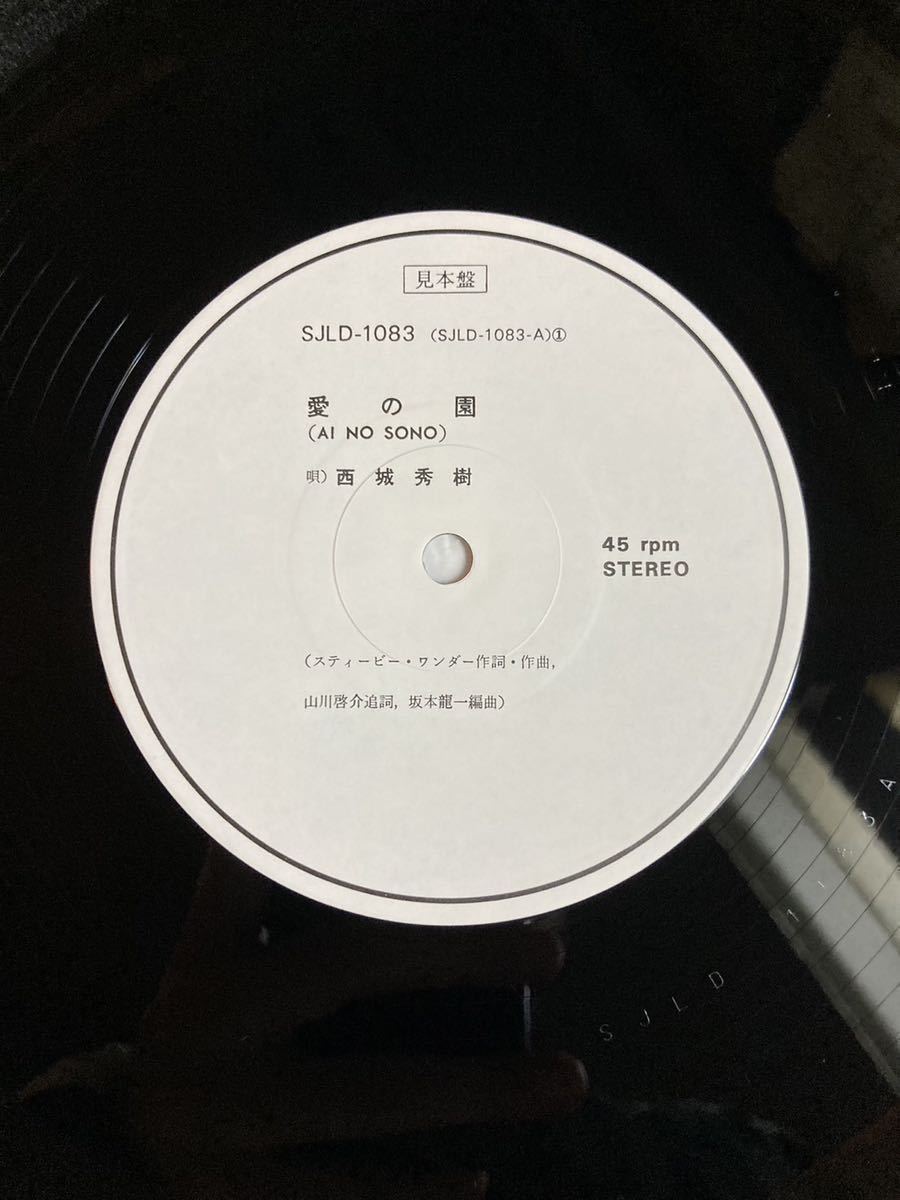 見本盤
SJLD-1083 (SJLD-1083-A)①
愛の園
(AI NO SONO)
唄) 西城秀樹
45 rpm
STEREO
(スティービー・ワンダー作詞・作曲,
山川啓介追詞, 坂本龍一編曲)
SJLD